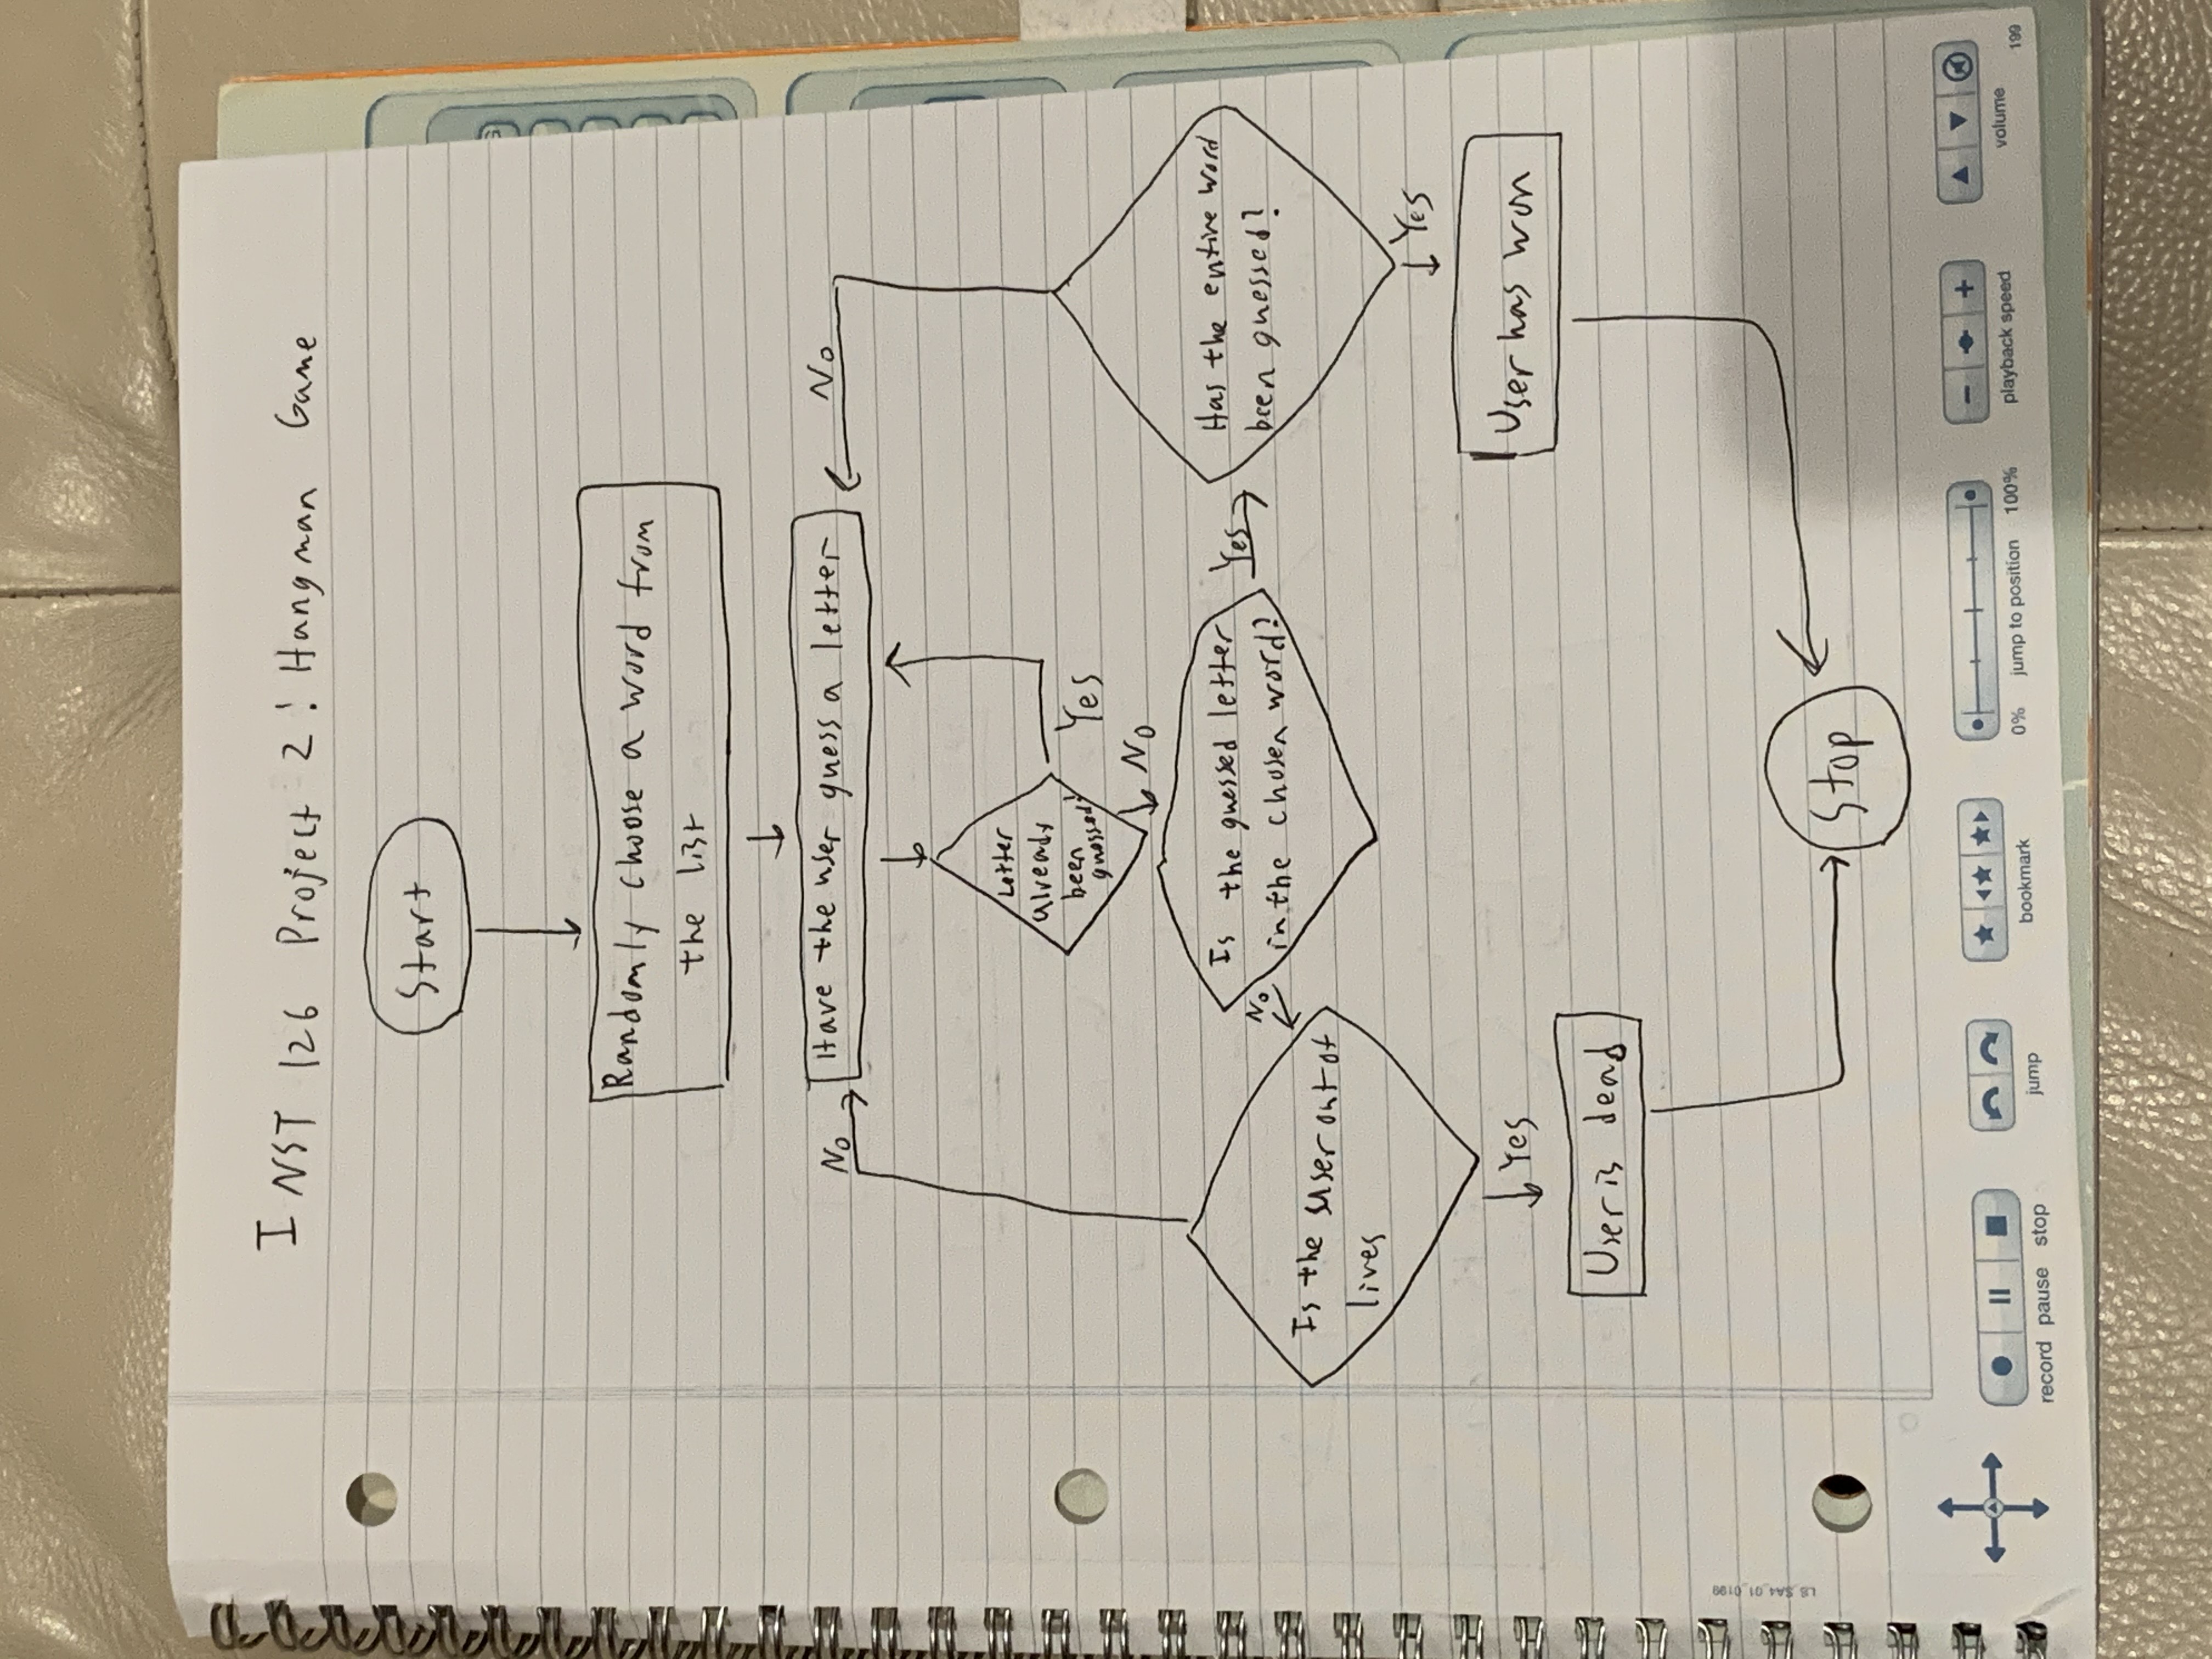 INST 126 Project 2: Hangman Game
Start
Randomly choose a word from
the list
Have the user guess a letter
No
No
Letter
already
been
guessed?
Yes
No
Is the guessed letter
in the chosen word?
No
Yes
Has the entire word
been guessed?
Is the user out of
lives
Yes
Yes
User has won
User is dead
Stop
LS_SA4_01_0199
record pause stop
jump
bookmark
0% jump to position 100%
playback speed
volume
199